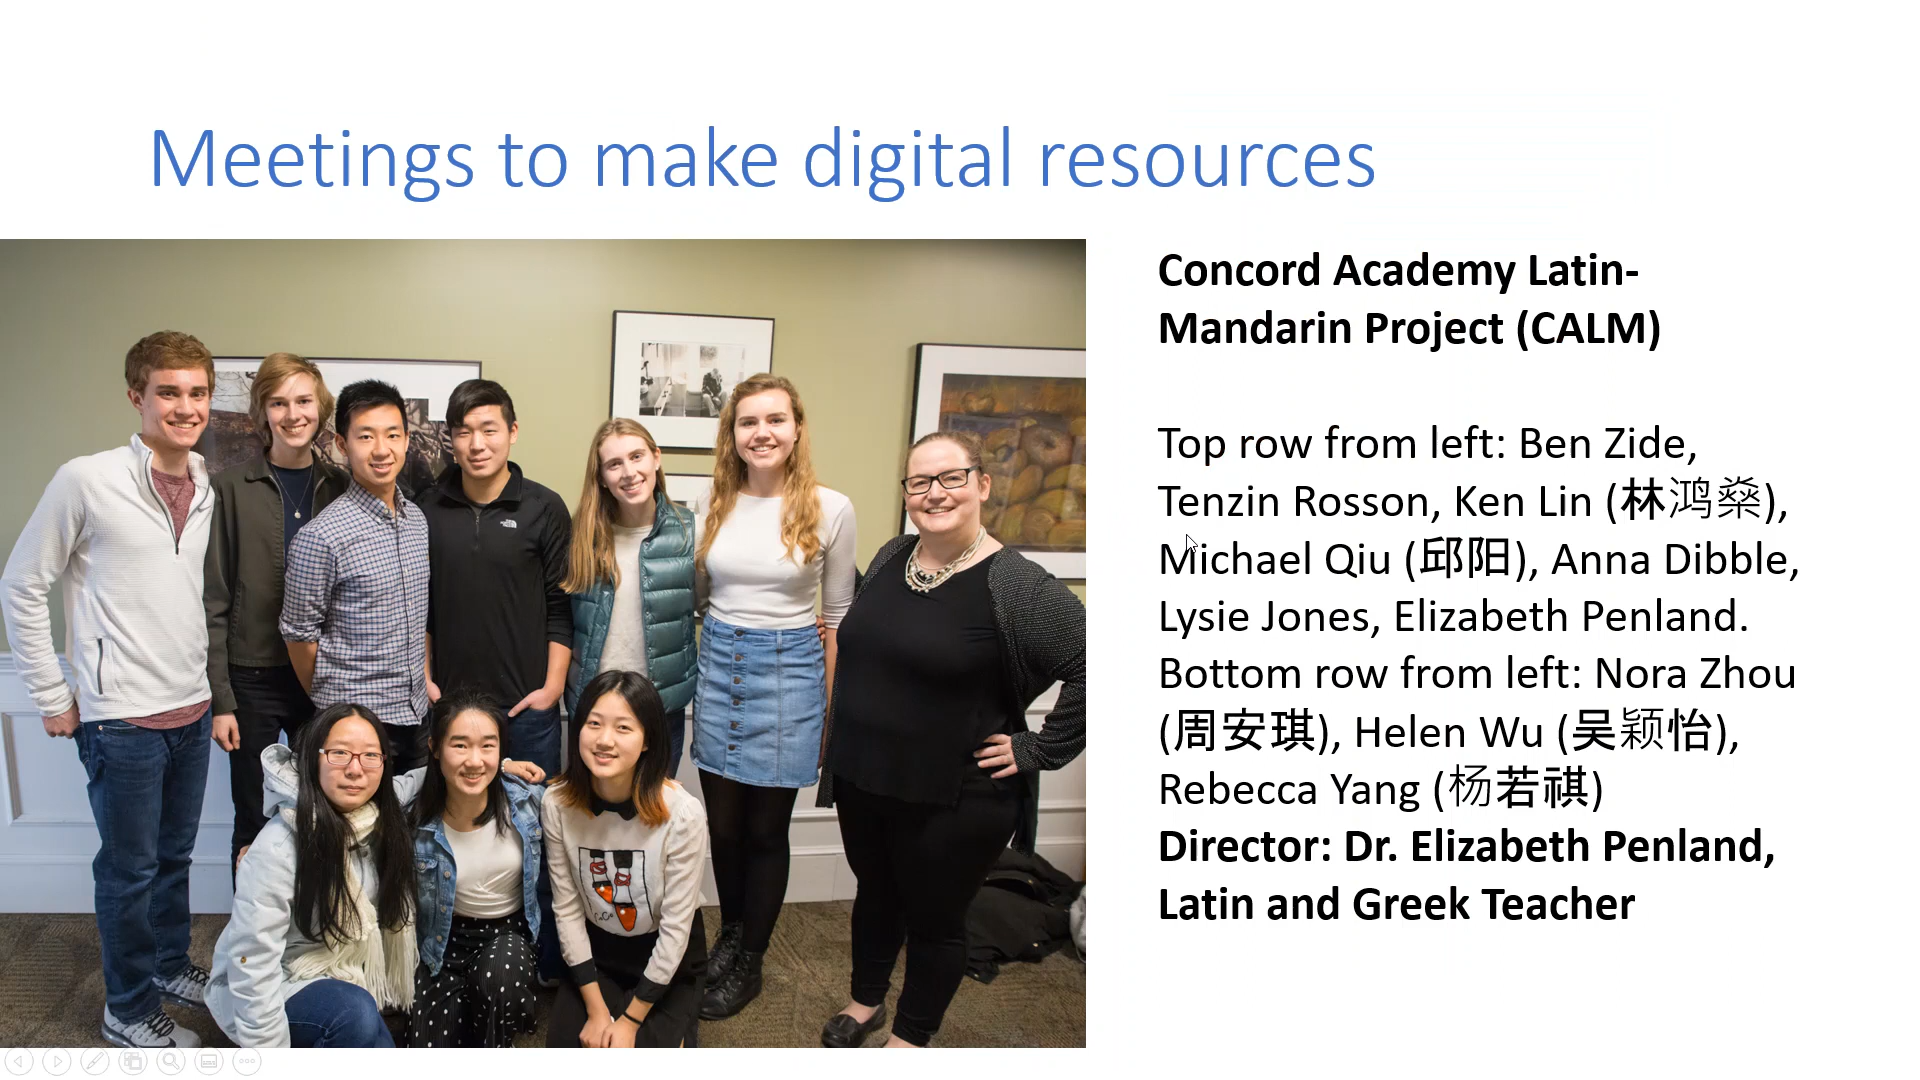 Meetings to make digital resources
Concord Academy Latin-
Mandarin Project (CALM)
Top row from left: Ben Zide,
Tenzin Rosson, Ken Lin (林鸿燊),
Michael Qiu (邱阳), Anna Dibble,
Lysie Jones, Elizabeth Penland.
Bottom row from left: Nora Zhou
(周安琪), Helen Wu (吴颖怡),
Rebecca Yang (杨若祺)
Director: Dr. Elizabeth Penland,
Latin and Greek Teacher